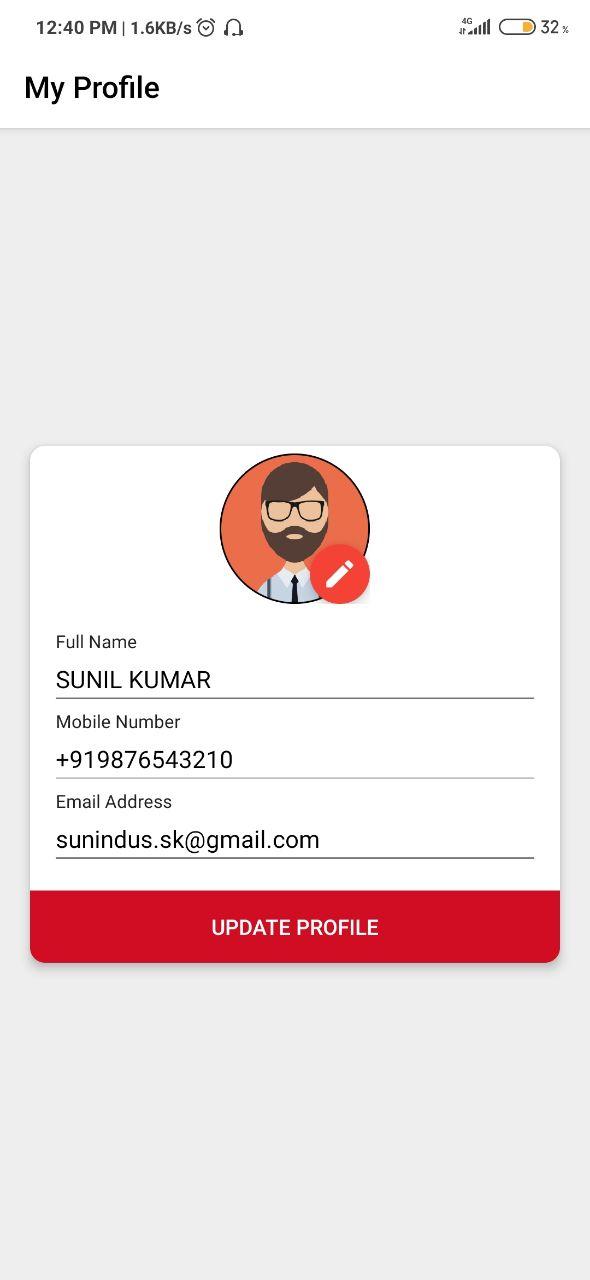 12:40 PM | 1.6KB/s 4G 32 %
My Profile
Full Name
SUNIL KUMAR
Mobile Number
+919876543210
Email Address
sunindus.sk@gmail.com
UPDATE PROFILE